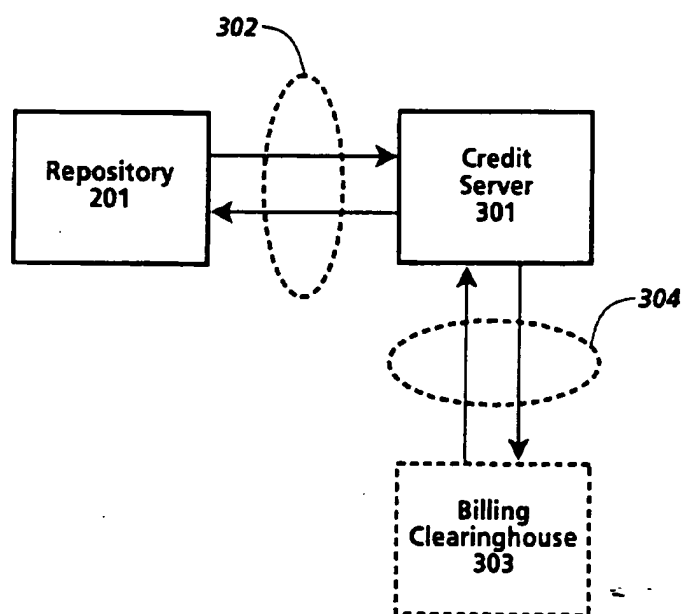 302
Repository
201
Credit
Server
301
304
Billing
Clearinghouse
303